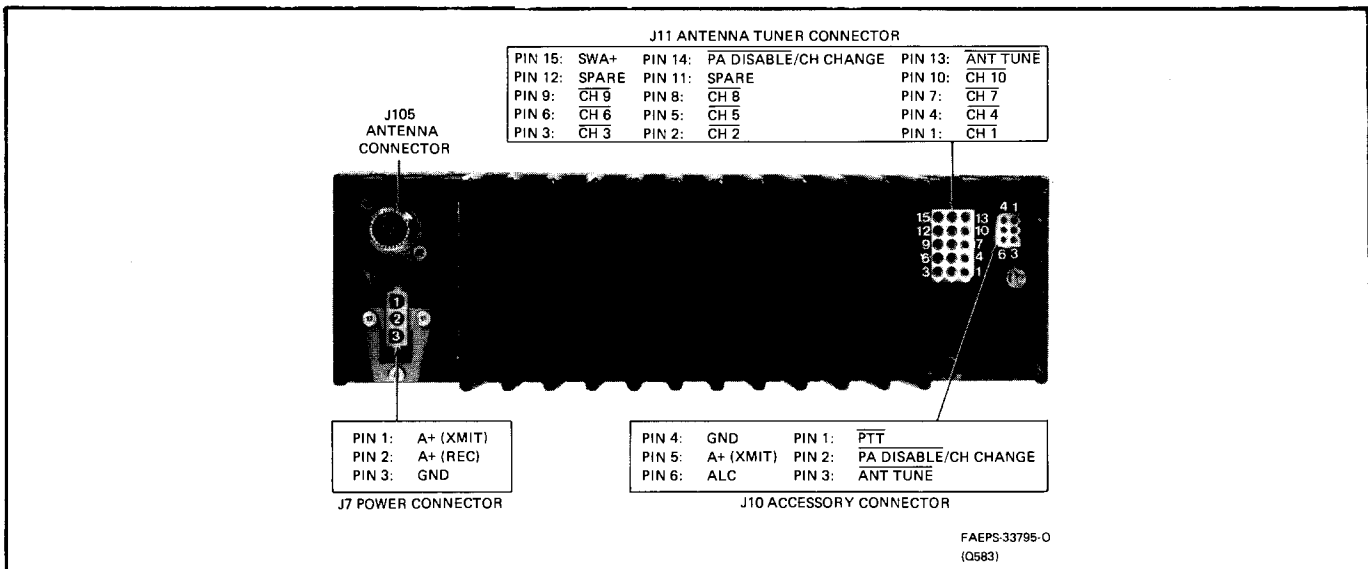 J11 ANTENNA TUNER CONNECTOR
PIN 15: SWA+ PIN 14: PA DISABLE/CH CHANGE PIN 13: ANT TUNE
PIN 12: SPARE PIN 11: SPARE PIN 10: CH 10
PIN 9: CH 9 PIN 8: CH 8 PIN 7: CH 7
PIN 6: CH 6 PIN 5: CH 5 PIN 4: CH 4
PIN 3: CH 3 PIN 2: CH 2 PIN 1: CH 1
J105
ANTENNA
CONNECTOR
15 13
12 10
9 7
6 4
3 1
4 1
6 3
1
2
3
PIN 1: A+ (XMIT)
PIN 2: A+ (REC)
PIN 3: GND
J7 POWER CONNECTOR
PIN 4: GND PIN 1: PTT
PIN 5: A+ (XMIT) PIN 2: PA DISABLE/CH CHANGE
PIN 6: ALC PIN 3: ANT TUNE
J10 ACCESSORY CONNECTOR
FAEPS-33795-O
(Q583)